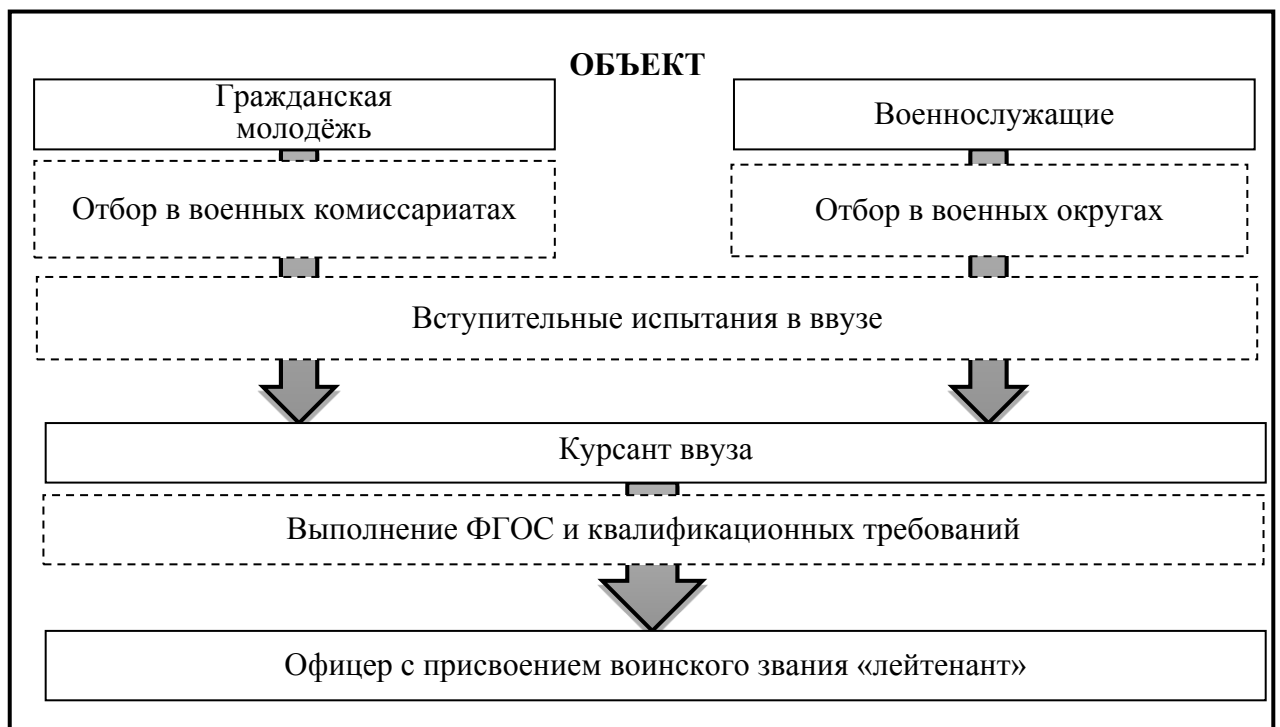 ОБЪЕКТ
Гражданская
молодёжь
Военнослужащие
Отбор в военных комиссариатах
Отбор в военных округах
Вступительные испытания в ввузе
Курсант ввуза
Выполнение ФГОС и квалификационных требований
Офицер с присвоением воинского звания «лейтенант»